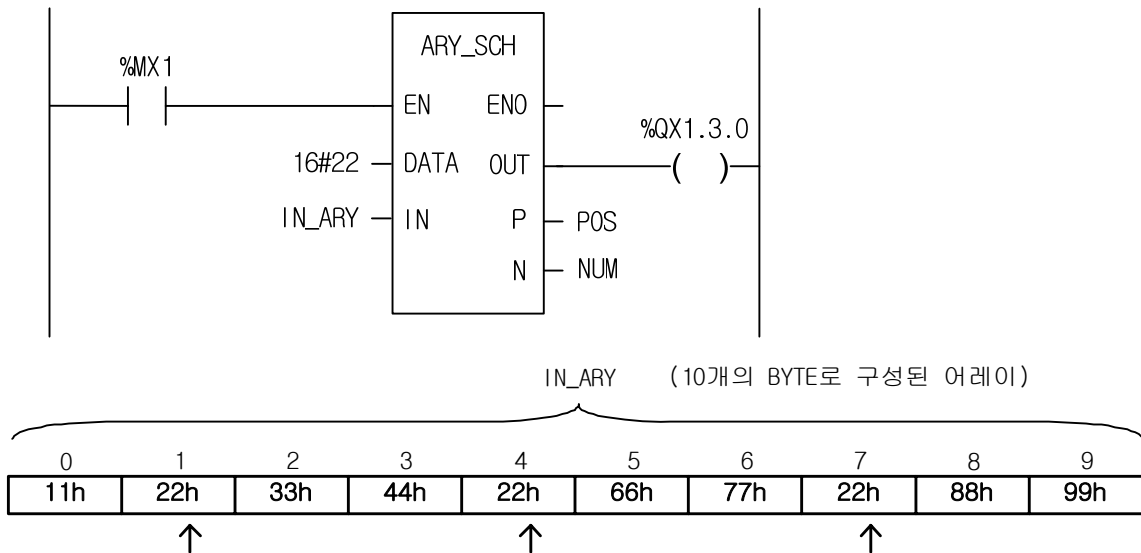 ARY_SCH
%MX1
EN ENO
%QX1.3.0
16#22 DATA OUT
( )
IN_ARY IN P POS
N NUM
IN_ARY (10개의 BYTE로 구성된 어레이)
0 1 2 3 4 5 6 7 8 9
11h 22h 33h 44h 22h 66h 77h 22h 88h 99h